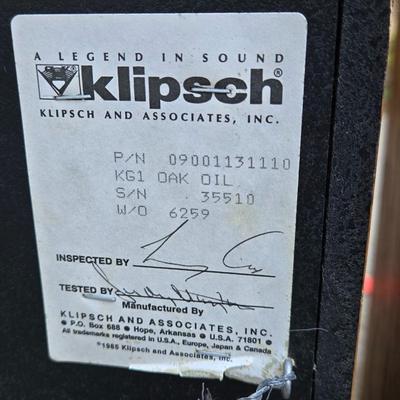 A LEGEND IN SOUND
klipsch®
KLIPSCH AND ASSOCIATES, INC.
P/N 09001131110
KG1 OAK OIL
S/N . 35510
W/O 6259
INSPECTED BY
TESTED BY
Manufactured By
KLIPSCH AND ASSOCIATES, INC.
• P.O. Box 688 • Hope, Arkansas • U.S.A. 71801 •
All trademarks registered in U.S.A., Europe, Japan & Canada
©1985 Klipsch and Associates, Inc.